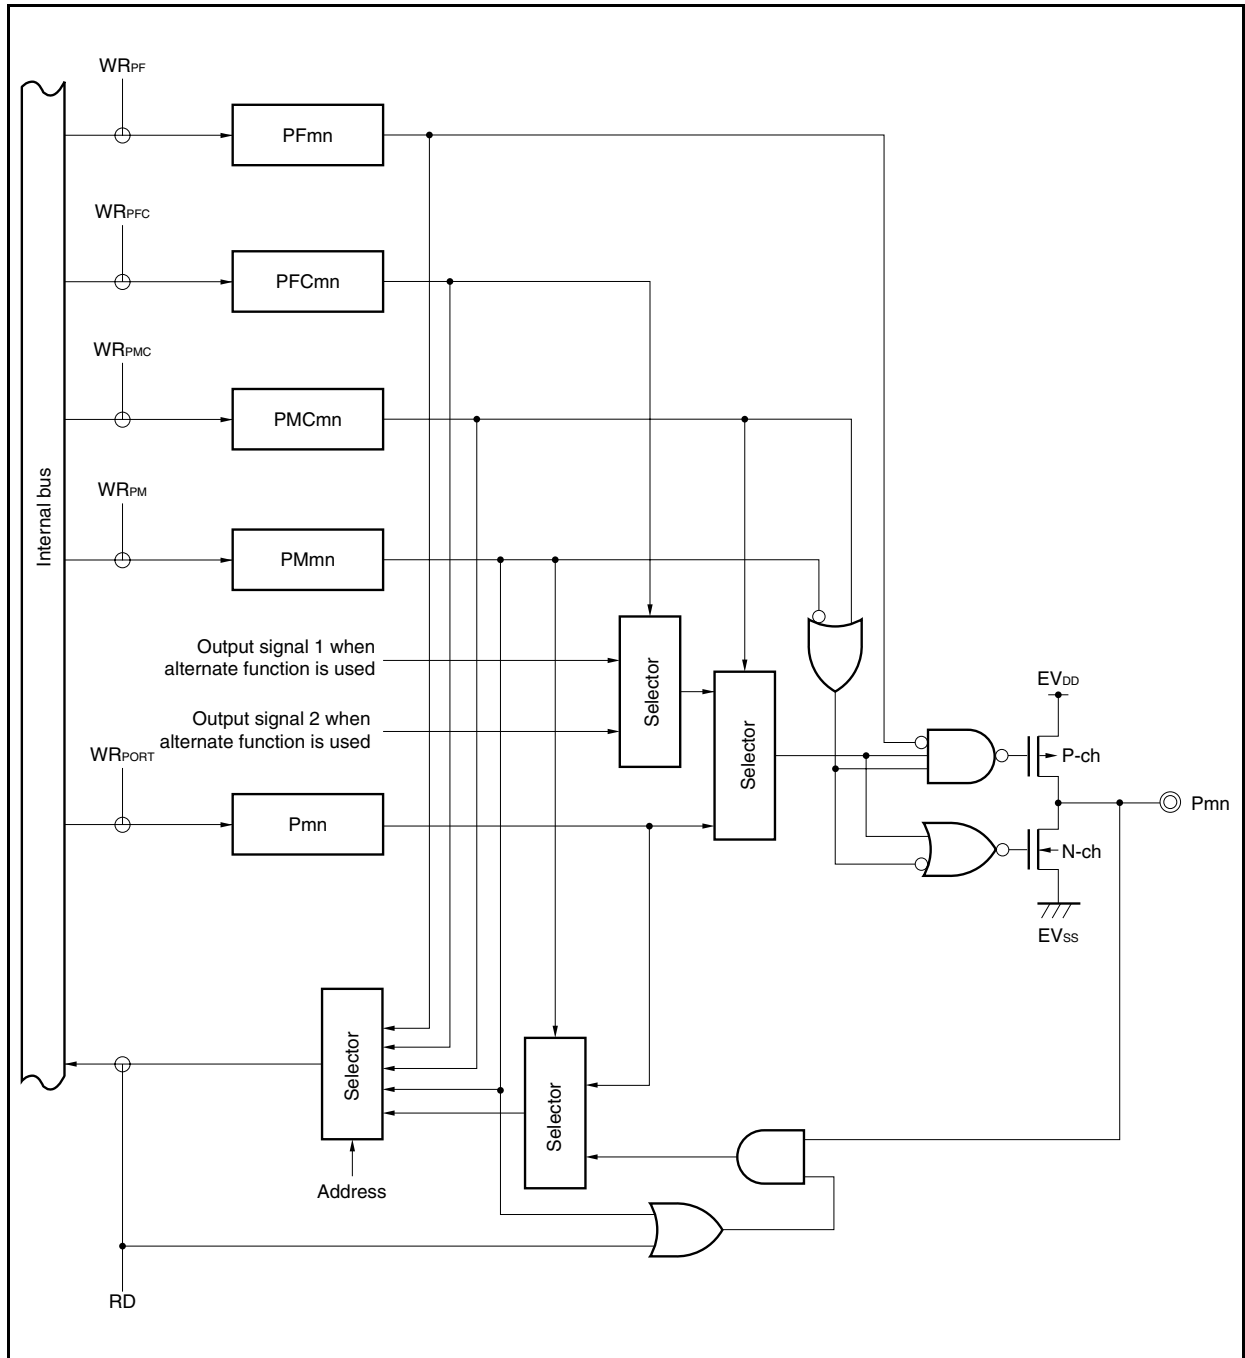 WRPF
PFmn
WRPFC
PFCmn
WRPMC
PMCmn
WRPM
PMmn
Internal bus
Output signal 1 when
alternate function is used
Output signal 2 when
alternate function is used
Selector
Selector
WRPORT
Pmn
EVDD
P-ch
Pmn
N-ch
EVSS
Selector
Selector
Address
RD